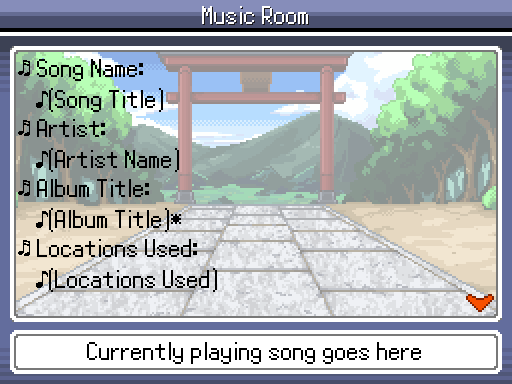 Music Room
♫Song Name:
♪(Song Title)
♫Artist:
♪(Artist Name)
♫Album Title:
♪(Album Title)*
♫Locations Used:
♪(Locations Used)
Currently playing song goes here